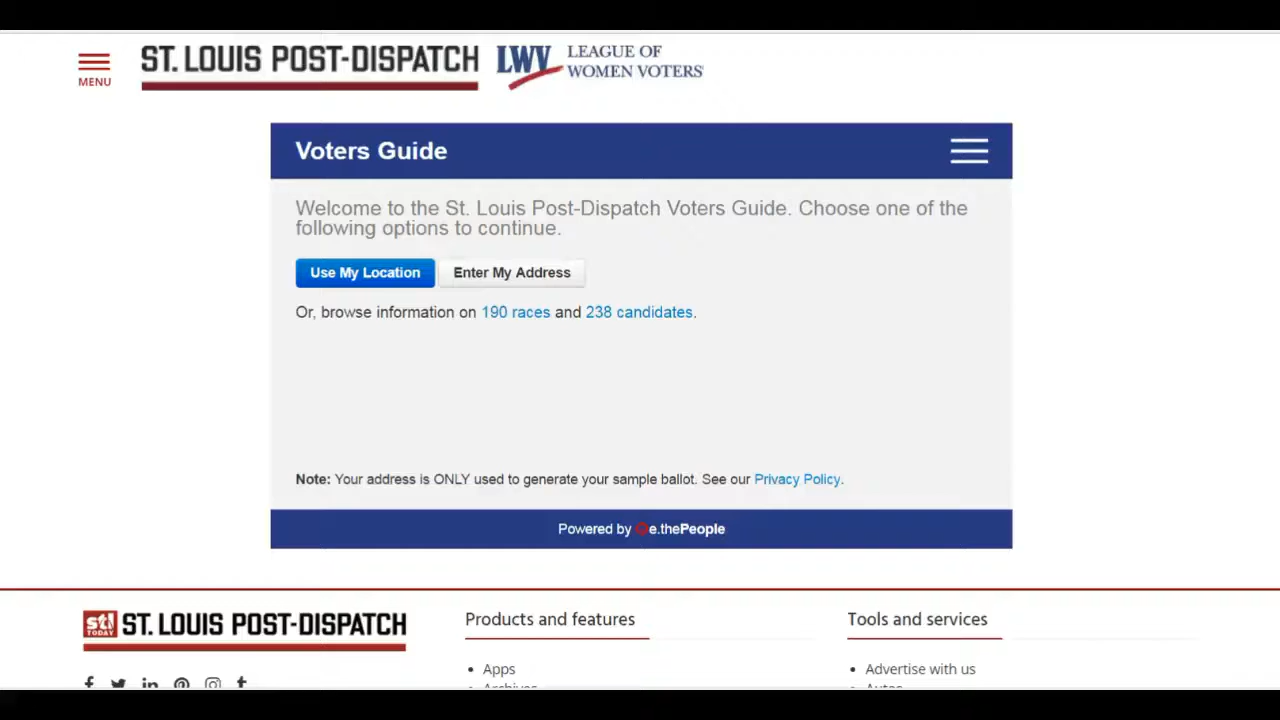 MENU
ST. LOUIS POST-DISPATCH
LWV LEAGUE OF
WOMEN VOTERS
Voters Guide
Welcome to the St. Louis Post-Dispatch Voters Guide. Choose one of the
following options to continue.
Use My Location Enter My Address
Or, browse information on 190 races and 238 candidates.
Note: Your address is ONLY used to generate your sample ballot. See our Privacy Policy.
Powered by e.thePeople
stl TODAY ST. LOUIS POST-DISPATCH
Products and features
Tools and services
• Apps
• Archives
• Advertise with us
• Autos